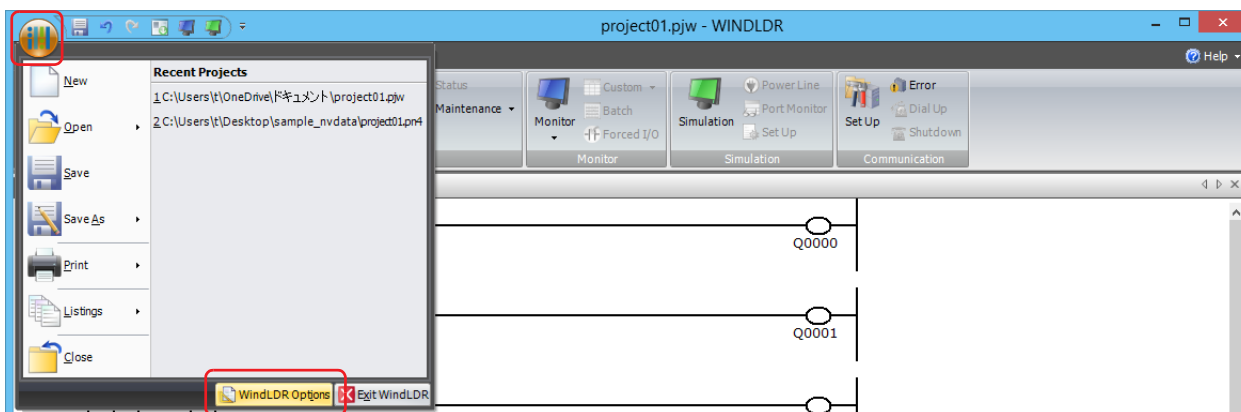 project01.pjw - WINDLDR
Help
New
Open
Save
Save As
Print
Listings
Close
Recent Projects
1 C:\Users\t\OneDrive\ドキュメント\project01.pjw
2 C:\Users\t\Desktop\sample_nvdata\project01.pn4
WindLDR Options
Exit WindLDR
Status
Maintenance
Monitor
Custom
Batch
Forced I/O
Monitor
Simulation
Power Line
Port Monitor
Set Up
Simulation
Set Up
Error
Dial Up
Shutdown
Communication
Q0000
Q0001